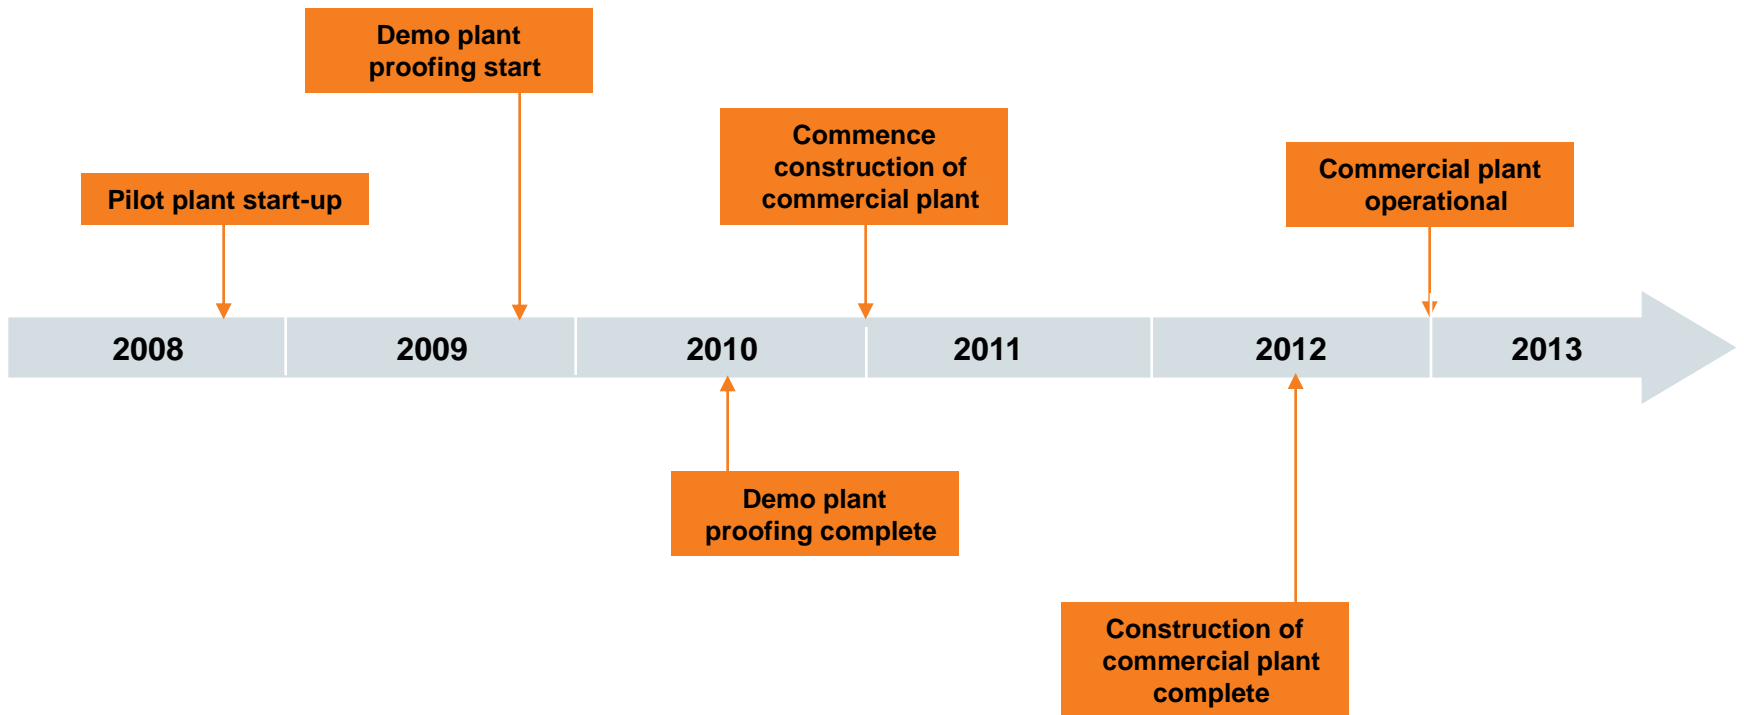 Demo plant
proofing start
Commence
construction of
commercial plant
Commercial plant
operational
Pilot plant start-up
2008
2009
2010
2011
2012
2013
Demo plant
proofing complete
Construction of
commercial plant
complete